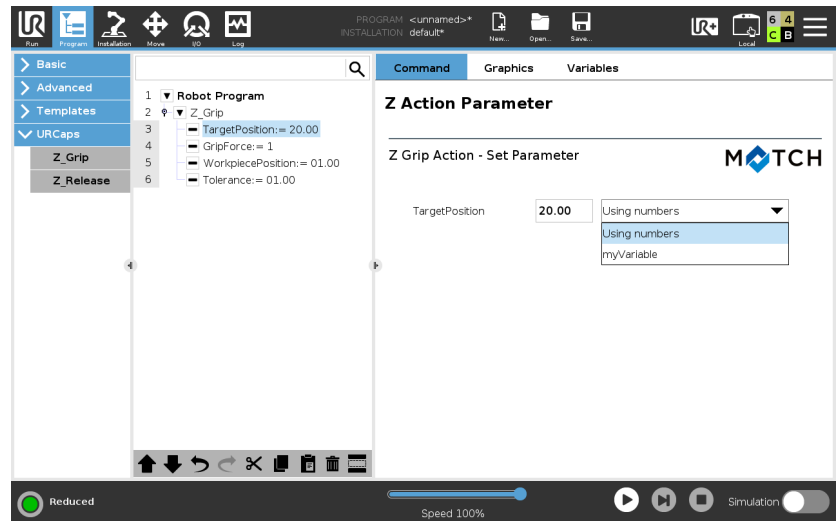 PROGRAM <unnamed>*
INSTALLATION default*
Run
Program
Installation
Move
I/O
Log
New...
Open...
Save...
UR+
Local
6 4
C B
Basic
Advanced
Templates
URCaps
Z_Grip
Z_Release
1 Robot Program
2 Z_Grip
3 TargetPosition:= 20.00
4 GripForce:= 1
5 WorkpiecePosition:= 01.00
6 Tolerance:= 01.00
Command Graphics Variables
Z Action Parameter
Z Grip Action - Set Parameter
MATCH
TargetPosition 20.00 Using numbers
Using numbers
myVariable
Reduced
Speed 100%
Simulation